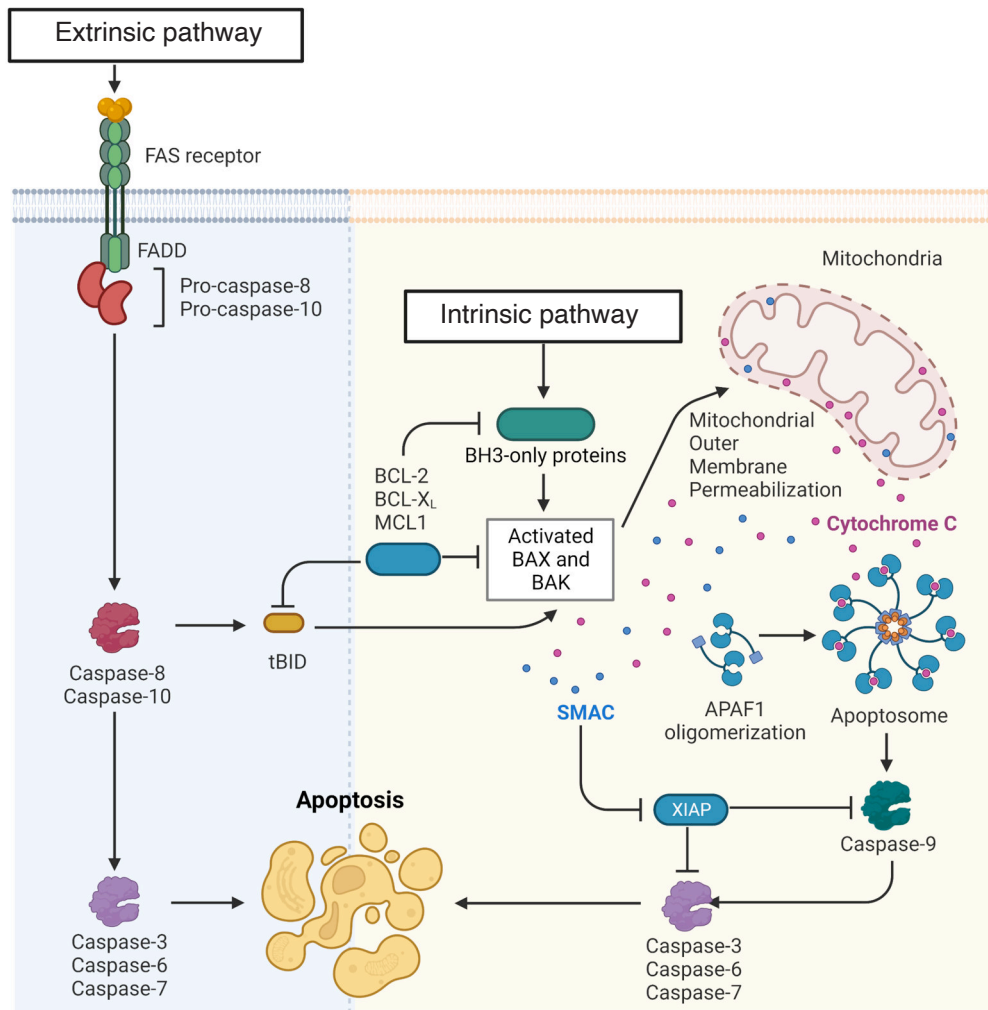 Extrinsic pathway
FAS receptor
FADD
Pro-caspase-8
Pro-caspase-10
Mitochondria
Intrinsic pathway
BH3-only proteins
Mitochondrial
Outer
Membrane
Permeabilization
BCL-2
BCL-XL
MCL1
Activated
BAX and
BAK
Cytochrome C
tBID
Caspase-8
Caspase-10
SMAC
APAF1
oligomerization
Apoptosome
Apoptosis
XIAP
Caspase-9
Caspase-3
Caspase-6
Caspase-7
Caspase-3
Caspase-6
Caspase-7